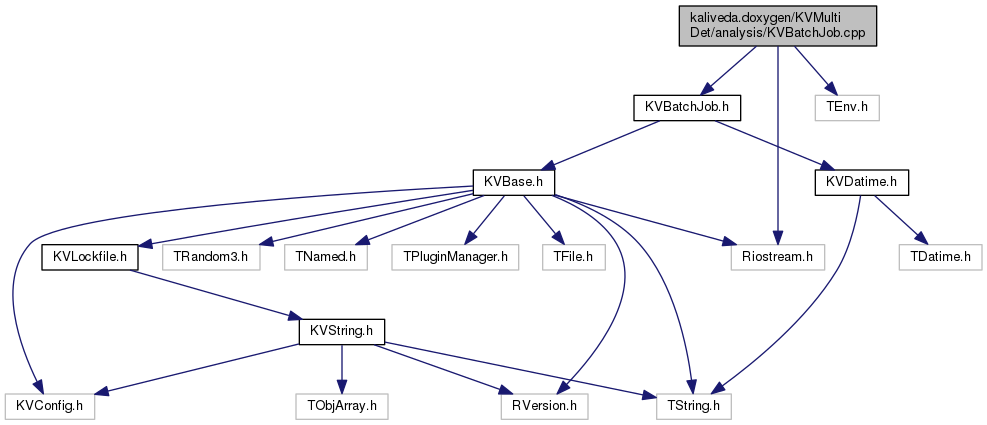 kaliveda.doxygen/KVMulti
Det/analysis/KVBatchJob.cpp
KVBatchJob.h
TEnv.h
KVBase.h
KVDatime.h
KVLockfile.h
TRandom3.h
TNamed.h
TPluginManager.h
TFile.h
Riostream.h
TDatime.h
KVString.h
KVConfig.h
TObjArray.h
RVersion.h
TString.h